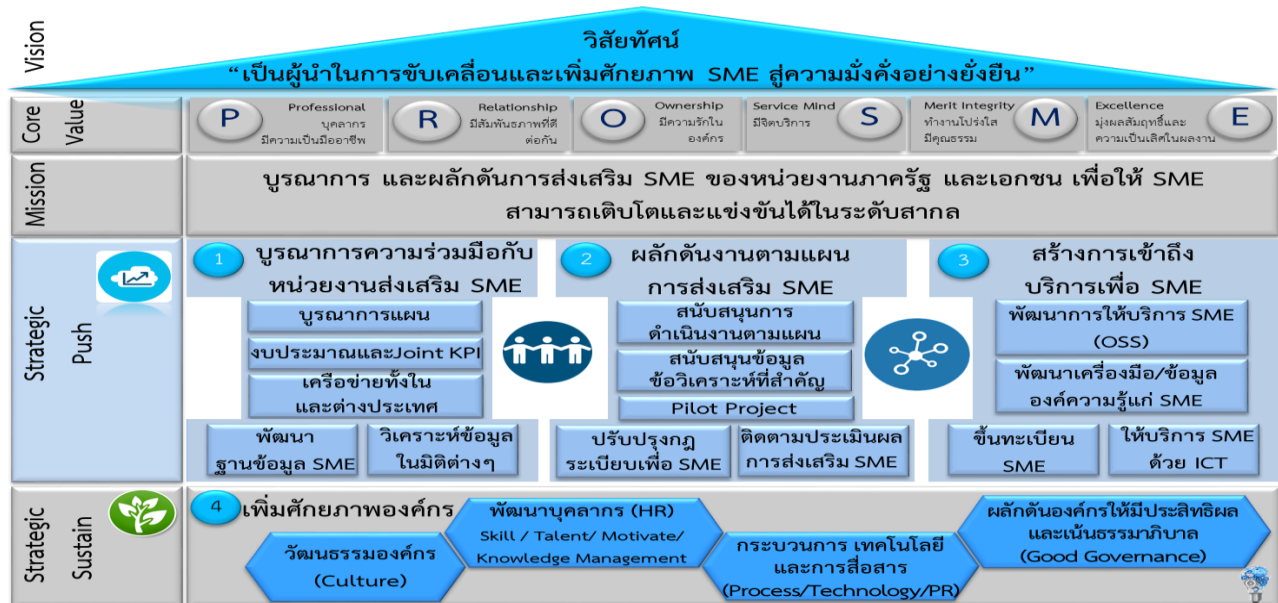 Vision
วิสัยทัศน์
“เป็นผู้นำในการขับเคลื่อนและเพิ่มศักยภาพ SME สู่ความมั่งคั่งอย่างยั่งยืน”
Core
Value
P
Professional
บุคลากร
มีความเป็นมืออาชีพ
R
Relationship
มีสัมพันธภาพที่ดี
ต่อกัน
O
Ownership
มีความรักใน
องค์กร
Service Mind
มีจิตบริการ
S
Merit Integrity
ทำงานโปร่งใส
มีคุณธรรม
M
Excellence
มุ่งผลสัมฤทธิ์และ
ความเป็นเลิศในผลงาน
E
Mission
บูรณาการ และผลักดันการส่งเสริม SME ของหน่วยงานภาครัฐ และเอกชน เพื่อให้ SME
สามารถเติบโตและแข่งขันได้ในระดับสากล
Strategic
Push
1
บูรณาการความร่วมมือกับ
หน่วยงานส่งเสริม SME
บูรณาการแผน
งบประมาณและJoint KPI
เครือข่ายทั้งใน
และต่างประเทศ
พัฒนา
ฐานข้อมูล SME
วิเคราะห์ข้อมูล
ในมิติต่างๆ
2
ผลักดันงานตามแผน
การส่งเสริม SME
สนับสนุนการ
ดำเนินงานตามแผน
สนับสนุนข้อมูล
ข้อวิเคราะห์ที่สำคัญ
Pilot Project
ปรับปรุงกฎ
ระเบียบเพื่อ SME
ติดตามประเมินผล
การส่งเสริม SME
3
สร้างการเข้าถึง
บริการเพื่อ SME
พัฒนาการให้บริการ SME
(OSS)
พัฒนาเครื่องมือ/ข้อมูล
องค์ความรู้แก่ SME
ขึ้นทะเบียน
SME
ให้บริการ SME
ด้วย ICT
Strategic
Sustain
4
เพิ่มศักยภาพองค์กร
วัฒนธรรมองค์กร
(Culture)
พัฒนาบุคลากร (HR)
Skill / Talent/ Motivate/
Knowledge Management
กระบวนการ เทคโนโลยี
และการสื่อสาร
(Process/Technology/PR)
ผลักดันองค์กรให้มีประสิทธิผล
และเน้นธรรมาภิบาล
(Good Governance)